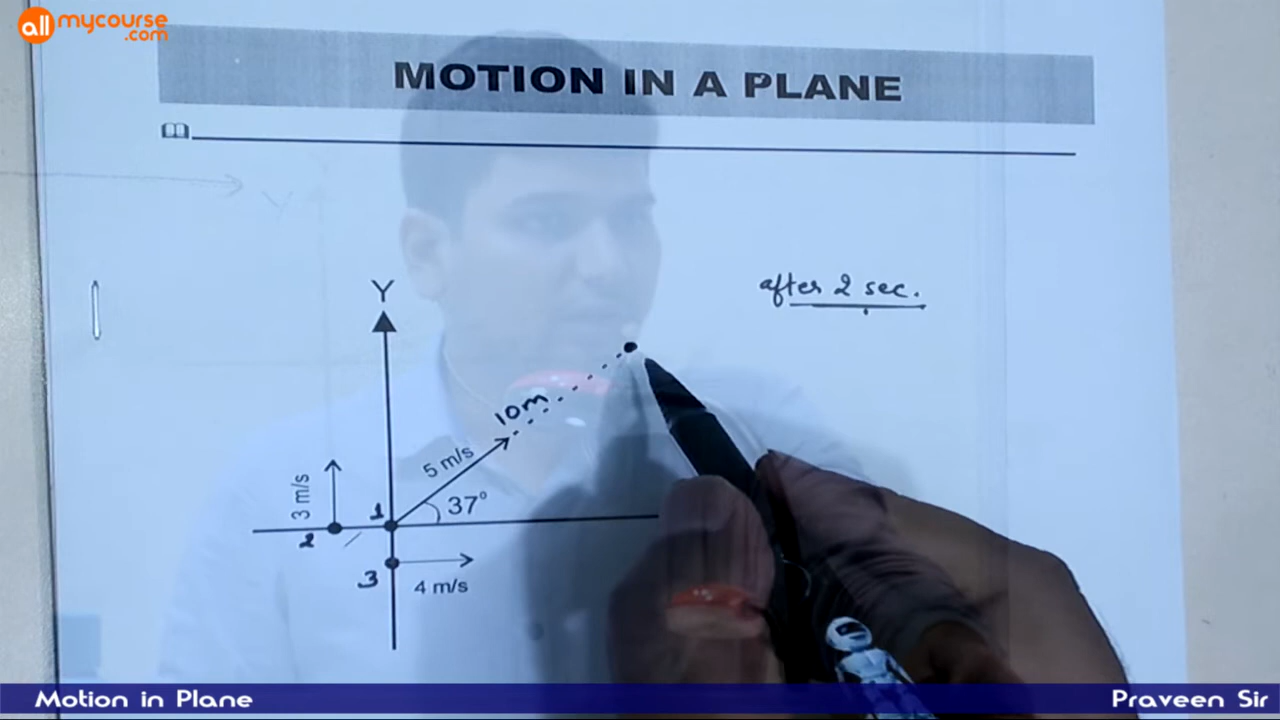 allmycourse
.com
MOTION IN A PLANE
Y
Y
after 2 sec.
10m
5 m/s
3 m/s
1
37°
2
3
4 m/s
Motion in Plane
Praveen Sir